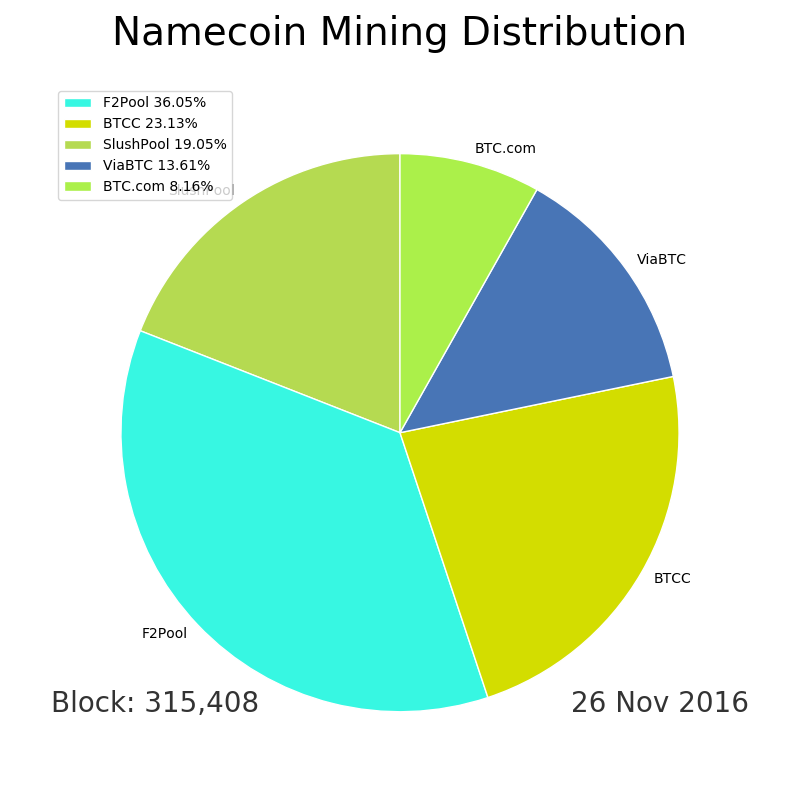 Namecoin Mining Distribution
F2Pool 36.05%
BTCC 23.13%
SlushPool 19.05%
ViaBTC 13.61%
BTC.com 8.16%
SlushPool
BTC.com
ViaBTC
BTCC
F2Pool
Block: 315,408
26 Nov 2016